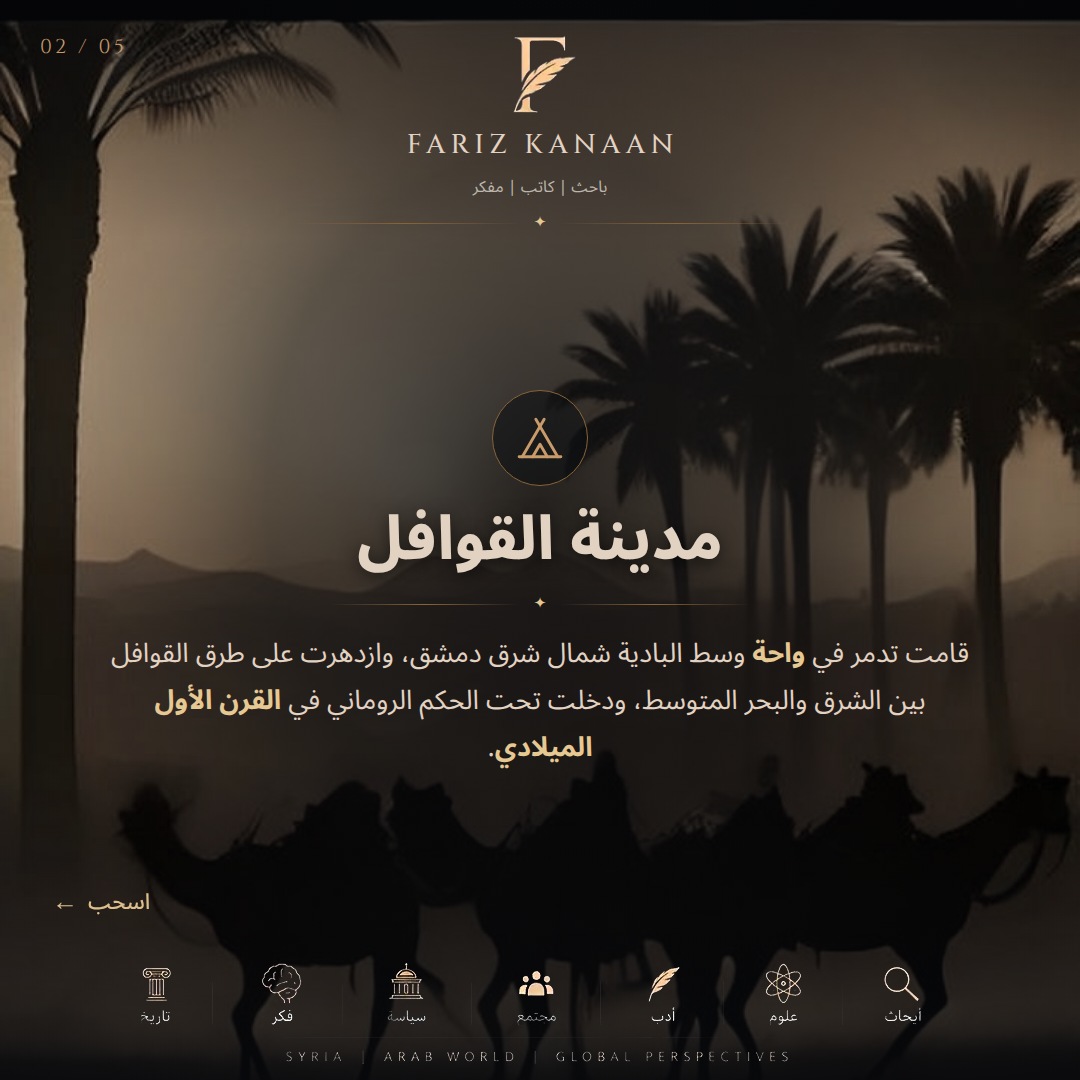 02 / 05
F
FARIZ KANAAN
باحث | كاتب | مفكر
مدينة القوافل
قامت تدمر في واحة وسط البادية شمال شرق دمشق، وازدهرت على طرق القوافل
بين الشرق والبحر المتوسط، ودخلت تحت الحكم الروماني في القرن الأول
الميلادي.
اسحب ←
أبحاث
علوم
أدب
مجتمع
سياسة
فكر
تاريخ
SYRIA | ARAB WORLD | GLOBAL PERSPECTIVES